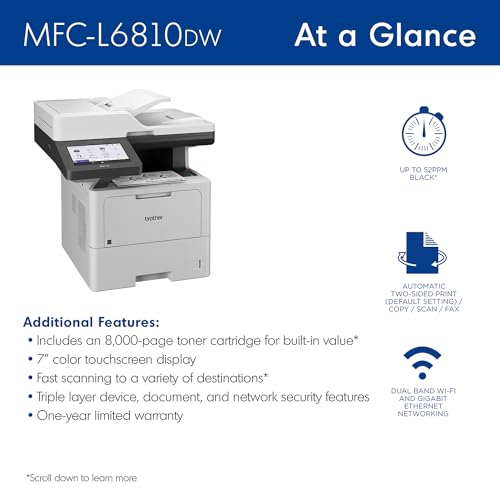 MFC-L6810DW
At a Glance
brother
UP TO 52PPM
BLACK*
AUTOMATIC
TWO-SIDED PRINT
(DEFAULT SETTING) /
COPY / SCAN / FAX
Additional Features:
• Includes an 8,000-page toner cartridge for built-in value*
• 7" color touchscreen display
• Fast scanning to a variety of destinations*
• Triple layer device, document, and network security features
• One-year limited warranty
DUAL BAND WI-FI
AND GIGABIT
ETHERNET
NETWORKING
*Scroll down to learn more